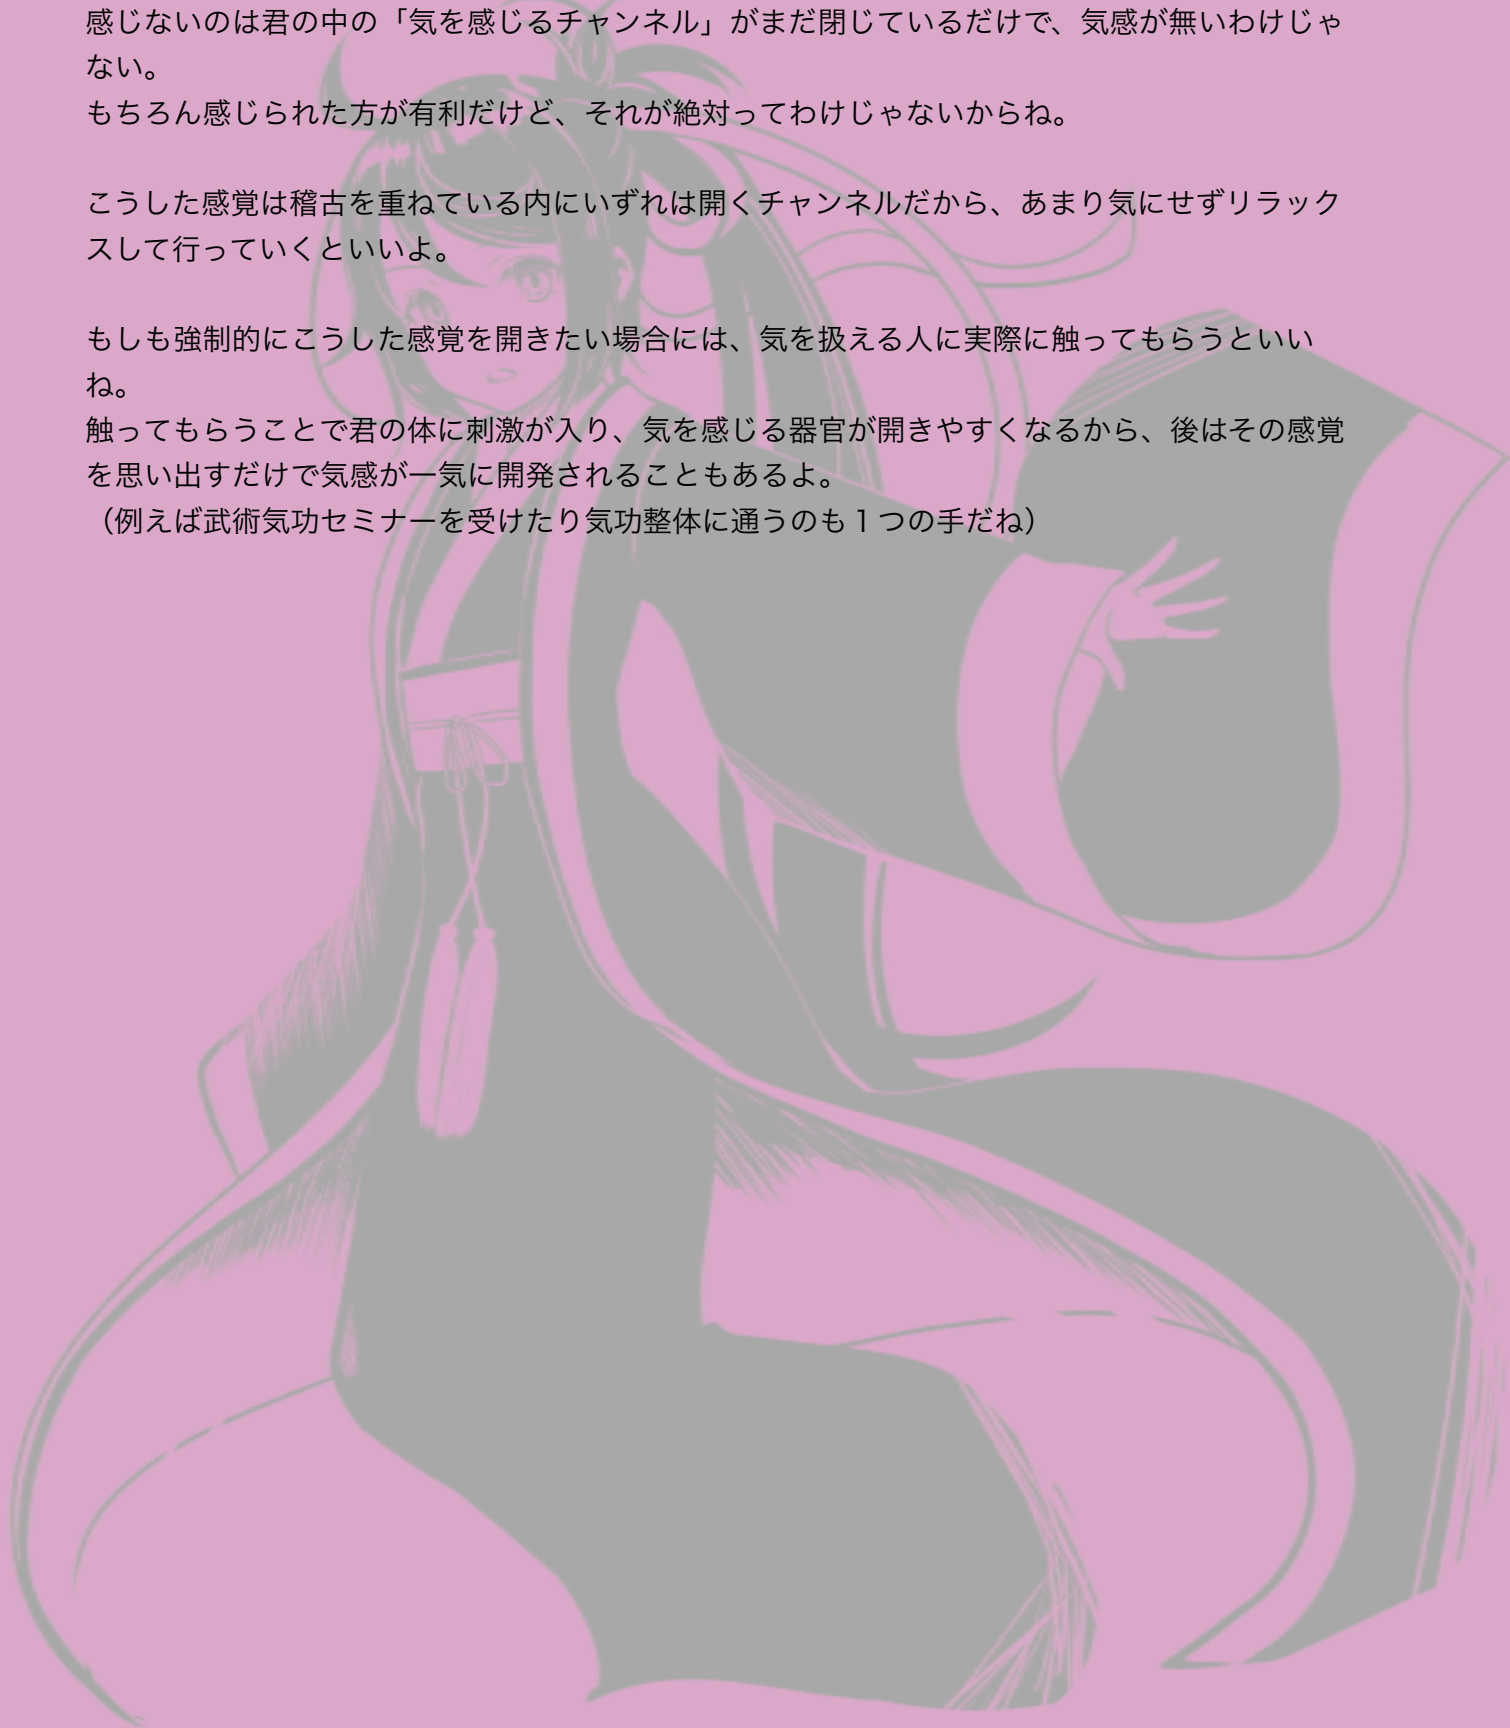 感じないのは君の中の「気を感じるチャンネル」がまだ閉じているだけで、気感が無いわけじゃ
ない。
もちろん感じられた方が有利だけど、それが絶対ってわけじゃないからね。
こうした感覚は稽古を重ねている内にいずれは開くチャンネルだから、あまり気にせずリラック
スして行っていくといいよ。
もしも強制的にこうした感覚を開きたい場合には、気を扱える人に実際に触ってもらうといい
ね。
触ってもらうことで君の体に刺激が入り、気を感じる器官が開きやすくなるから、後はその感覚
を思い出すだけで気感が一気に開発されることもあるよ。
（例えば武術気功セミナーを受けたり気功整体に通うのも１つの手だね）